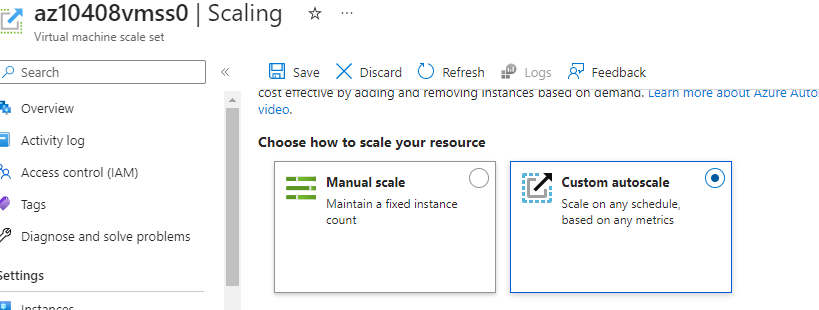 az10408vmss0 | Scaling
Virtual machine scale set
Search
Save Discard Refresh Logs Feedback
Overview
Activity log
Access control (IAM)
Tags
Diagnose and solve problems
Settings
Instances
cost effective by adding and removing instances based on demand. Learn more about Azure Auto
video.
Choose how to scale your resource
Manual scale
Maintain a fixed instance
count
Custom autoscale
Scale on any schedule,
based on any metrics